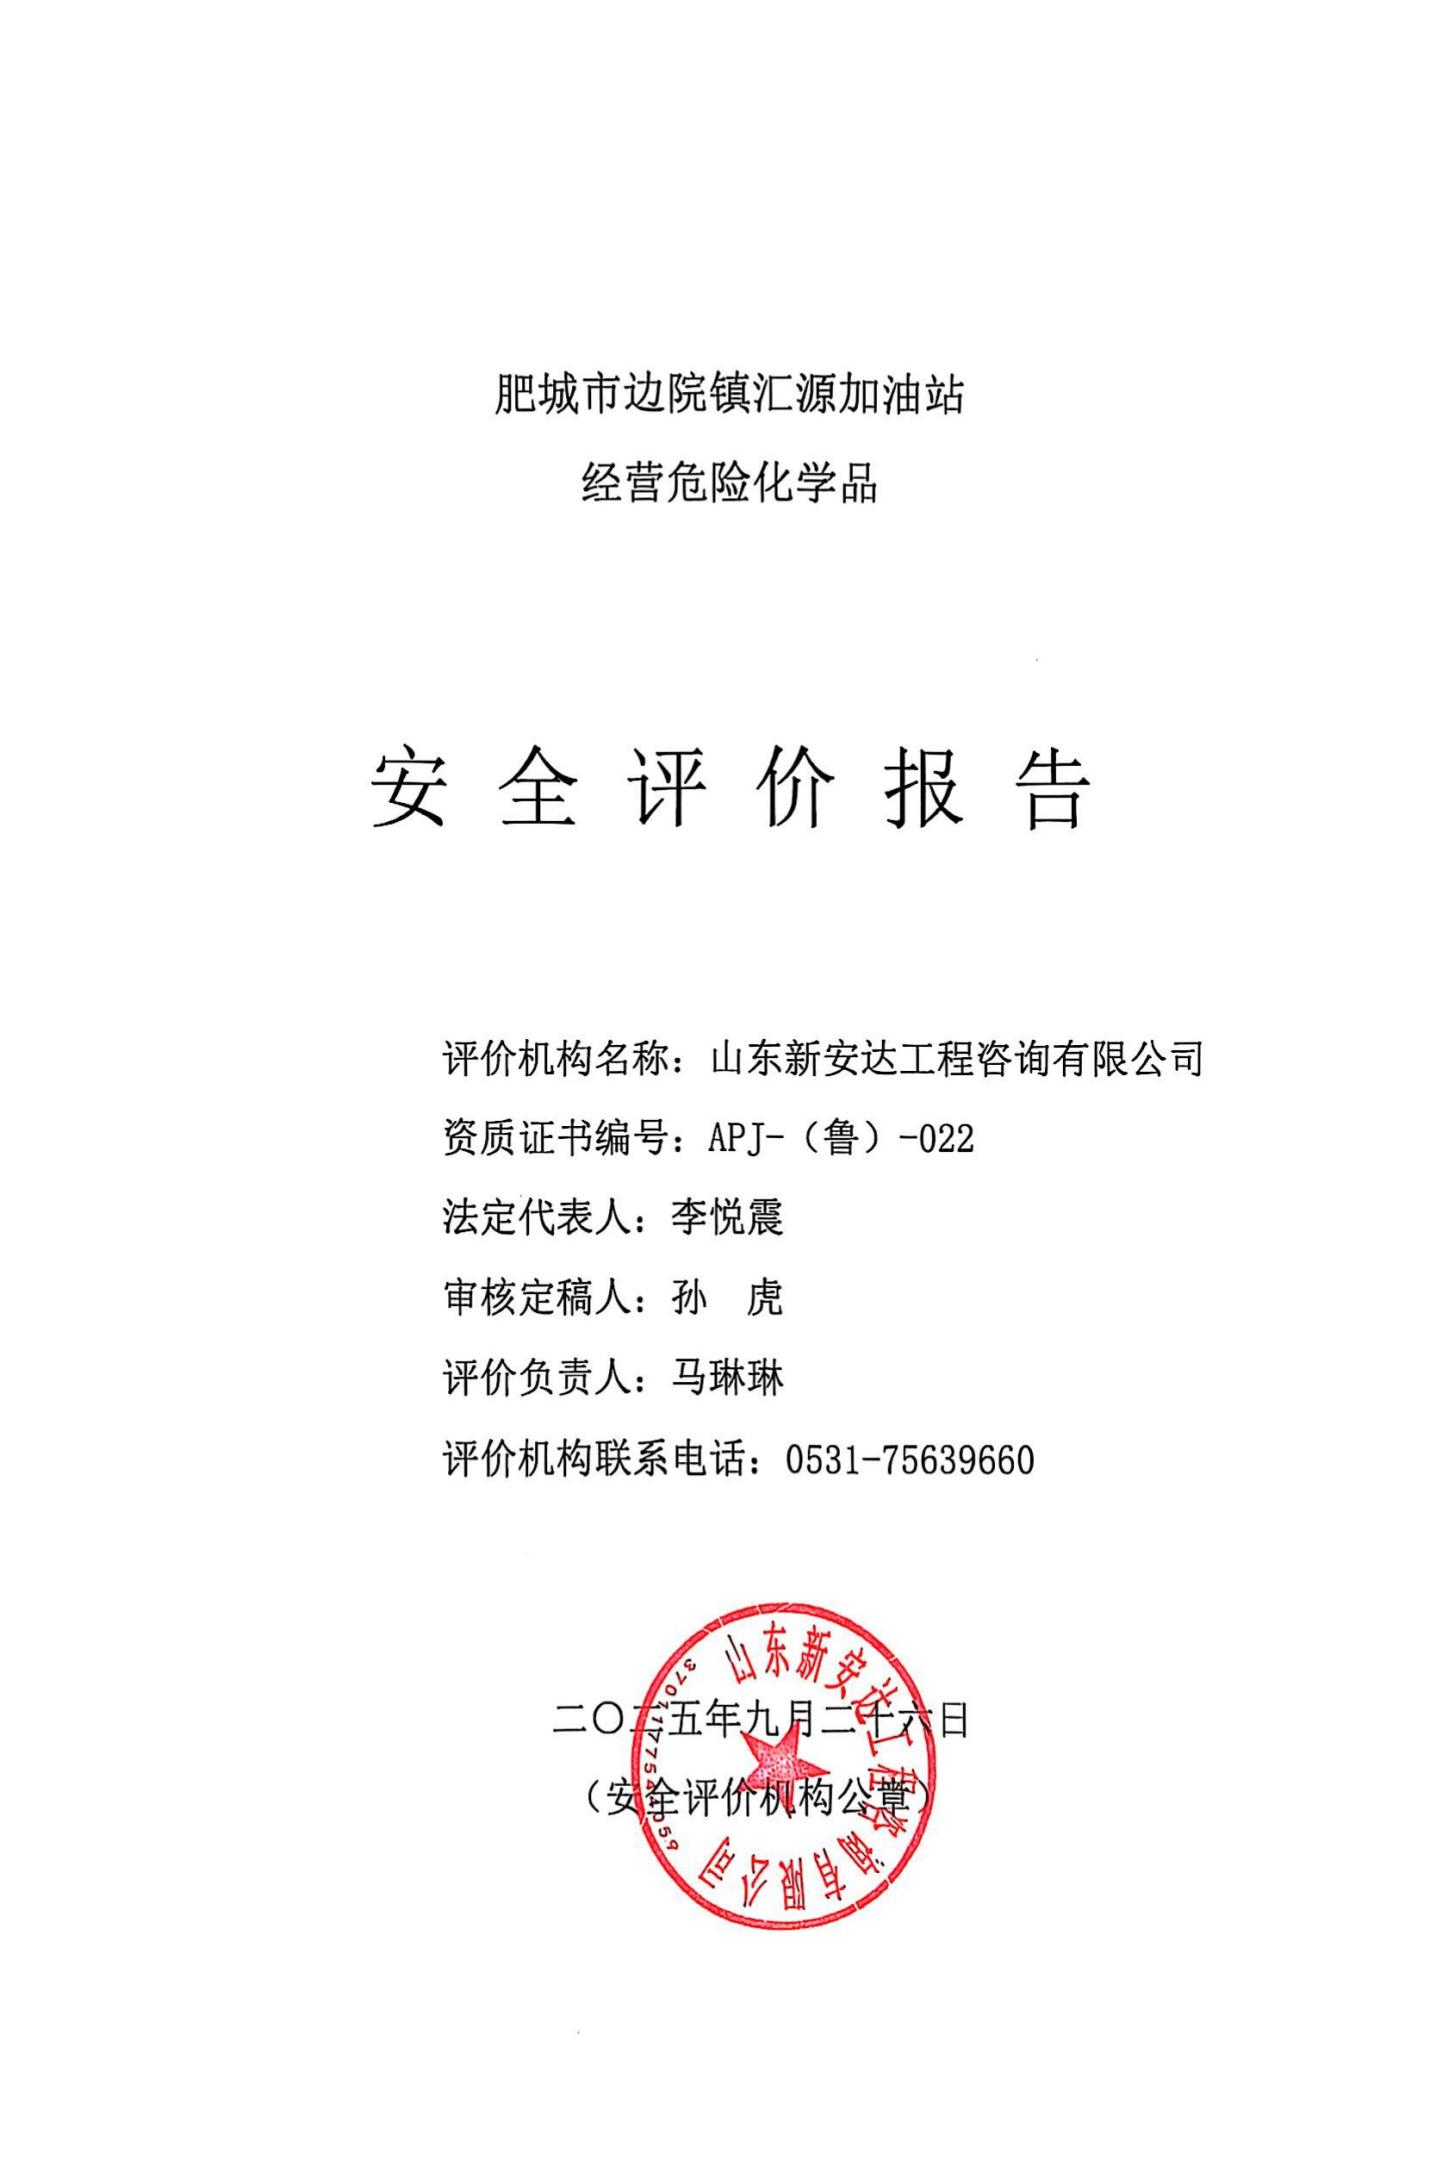 肥城市边院镇汇源加油站
经营危险化学品
安全评价报告
评价机构名称：山东新安达工程咨询有限公司
资质证书编号：APJ-（鲁）-022
法定代表人：李悦震
审核定稿人：孙　虎
评价负责人：马琳琳
评价机构联系电话：0531-75639660
二〇二五年九月二十六日
（安全评价机构公章）
山东新安达工程咨询有限公司